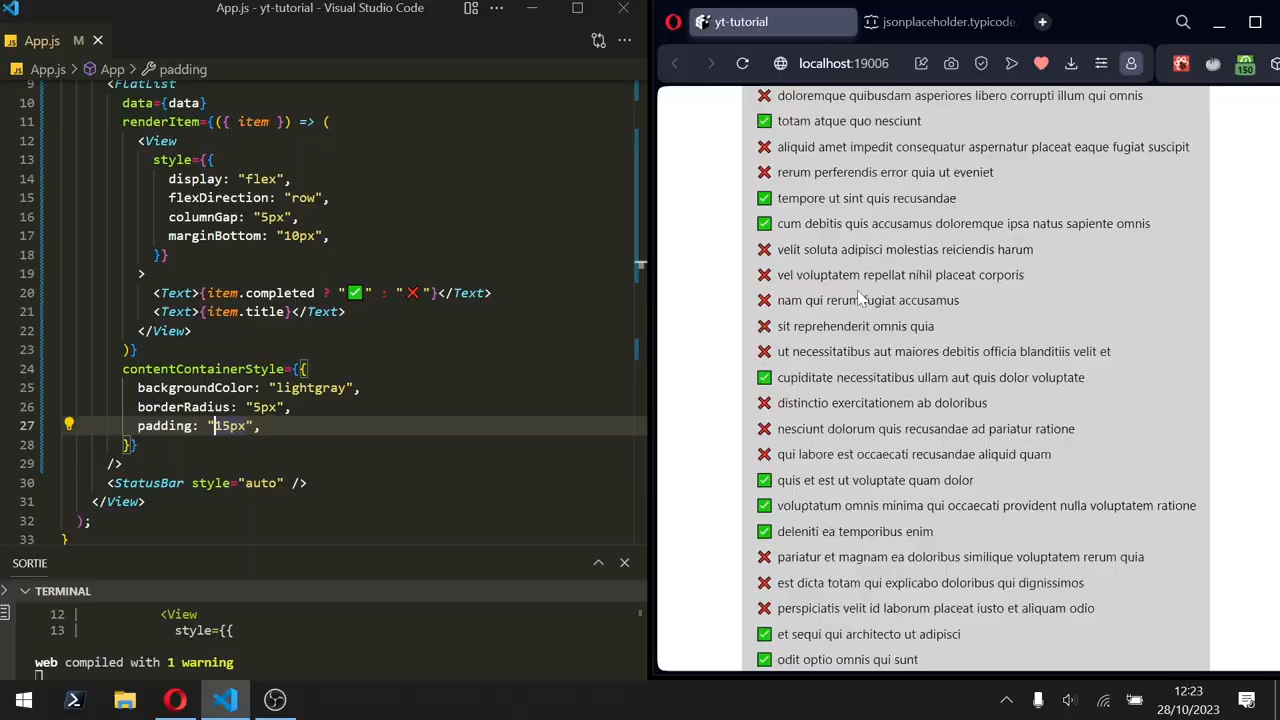 App.js - yt-tutorial - Visual Studio Code
App.js M
App.js > App > padding
9 <FlatList
10 data={data}
11 renderItem={({ item }) => (
12 <View
13 style={{
14 display: "flex",
15 flexDirection: "row",
16 columnGap: "5px",
17 marginBottom: "10px",
18 }}
19 >
20 <Text>{item.completed ? "✅" : "❌"}</Text>
21 <Text>{item.title}</Text>
22 </View>
23 )}
24 contentContainerStyle={{
25 backgroundColor: "lightgray",
26 borderRadius: "5px",
27 padding: "15px",
28 }}
29 />
30 <StatusBar style="auto" />
31 </View>
32 );
33 }
SORTIE
TERMINAL
12 | <View
13 | style={{
web compiled with 1 warning
yt-tutorial
jsonplaceholder.typicode.
localhost:19006
150
❌ doloremque quibusdam asperiores libero corrupti illum qui omnis
✅ totam atque quo nesciunt
❌ aliquid amet impedit consequatur aspernatur placeat eaque fugiat suscipit
❌ rerum perferendis error quia ut eveniet
✅ tempore ut sint quis recusandae
✅ cum debitis quis accusamus doloremque ipsa natus sapiente omnis
❌ velit soluta adipisci molestias reiciendis harum
❌ vel voluptatem repellat nihil placeat corporis
❌ nam qui rerum fugiat accusamus
❌ sit reprehenderit omnis quia
❌ ut necessitatibus aut maiores debitis officia blanditiis velit et
✅ cupiditate necessitatibus ullam aut quis dolor voluptate
❌ distinctio exercitationem ab doloribus
❌ nesciunt dolorum quis recusandae ad pariatur ratione
❌ qui labore est occaecati recusandae aliquid quam
✅ quis et est ut voluptate quam dolor
✅ voluptatum omnis minima qui occaecati provident nulla voluptatem ratione
✅ deleniti ea temporibus enim
❌ pariatur et magnam ea doloribus similique voluptatem rerum quia
❌ est dicta totam qui explicabo doloribus qui dignissimos
❌ perspiciatis velit id laborum placeat iusto et aliquam odio
✅ et sequi qui architecto ut adipisci
✅ odit optio omnis qui sunt
12:23
28/10/2023